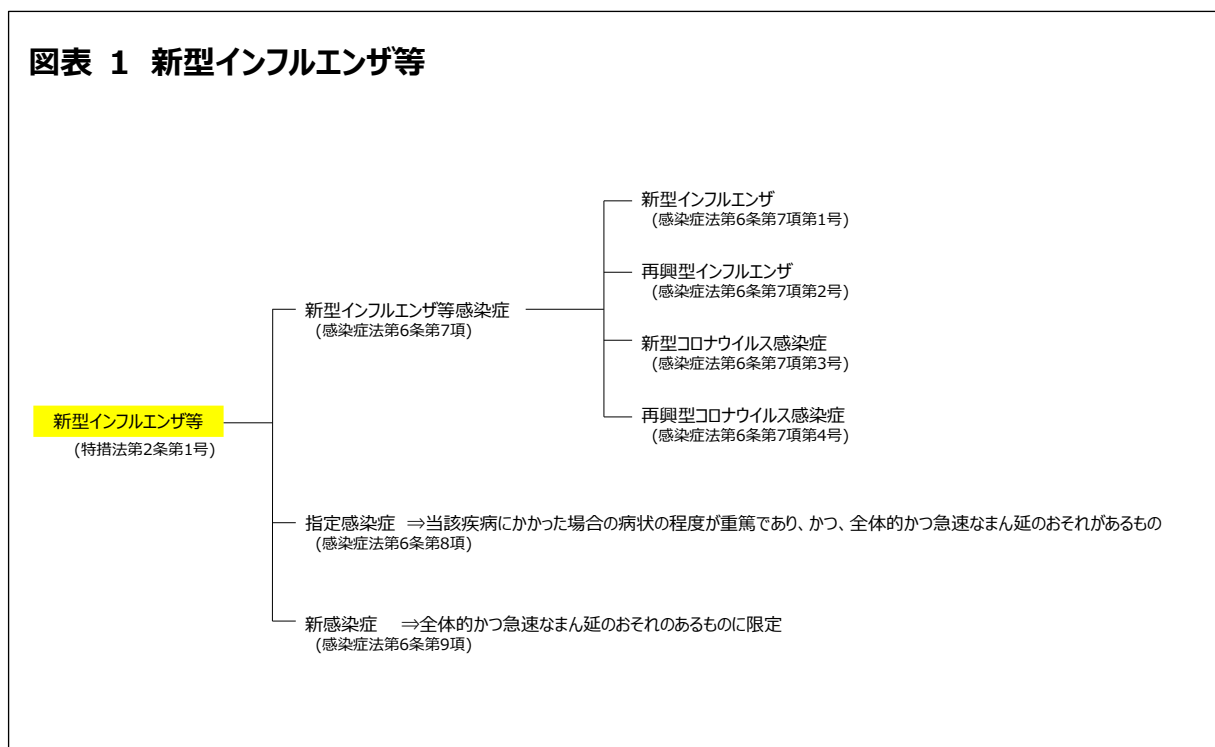 図表 1 新型インフルエンザ等
新型インフルエンザ
(感染症法第6条第7項第1号)
再興型インフルエンザ
(感染症法第6条第7項第2号)
新型インフルエンザ等感染症
(感染症法第6条第7項)
新型コロナウイルス感染症
(感染症法第6条第7項第3号)
再興型コロナウイルス感染症
(感染症法第6条第7項第4号)
新型インフルエンザ等
(特措法第2条第1号)
指定感染症 ⇒当該疾病にかかった場合の病状の程度が重篤であり、かつ、全体的かつ急速なまん延のおそれがあるもの
(感染症法第6条第8項)
新感染症 ⇒全体的かつ急速なまん延のおそれのあるものに限定
(感染症法第6条第9項)